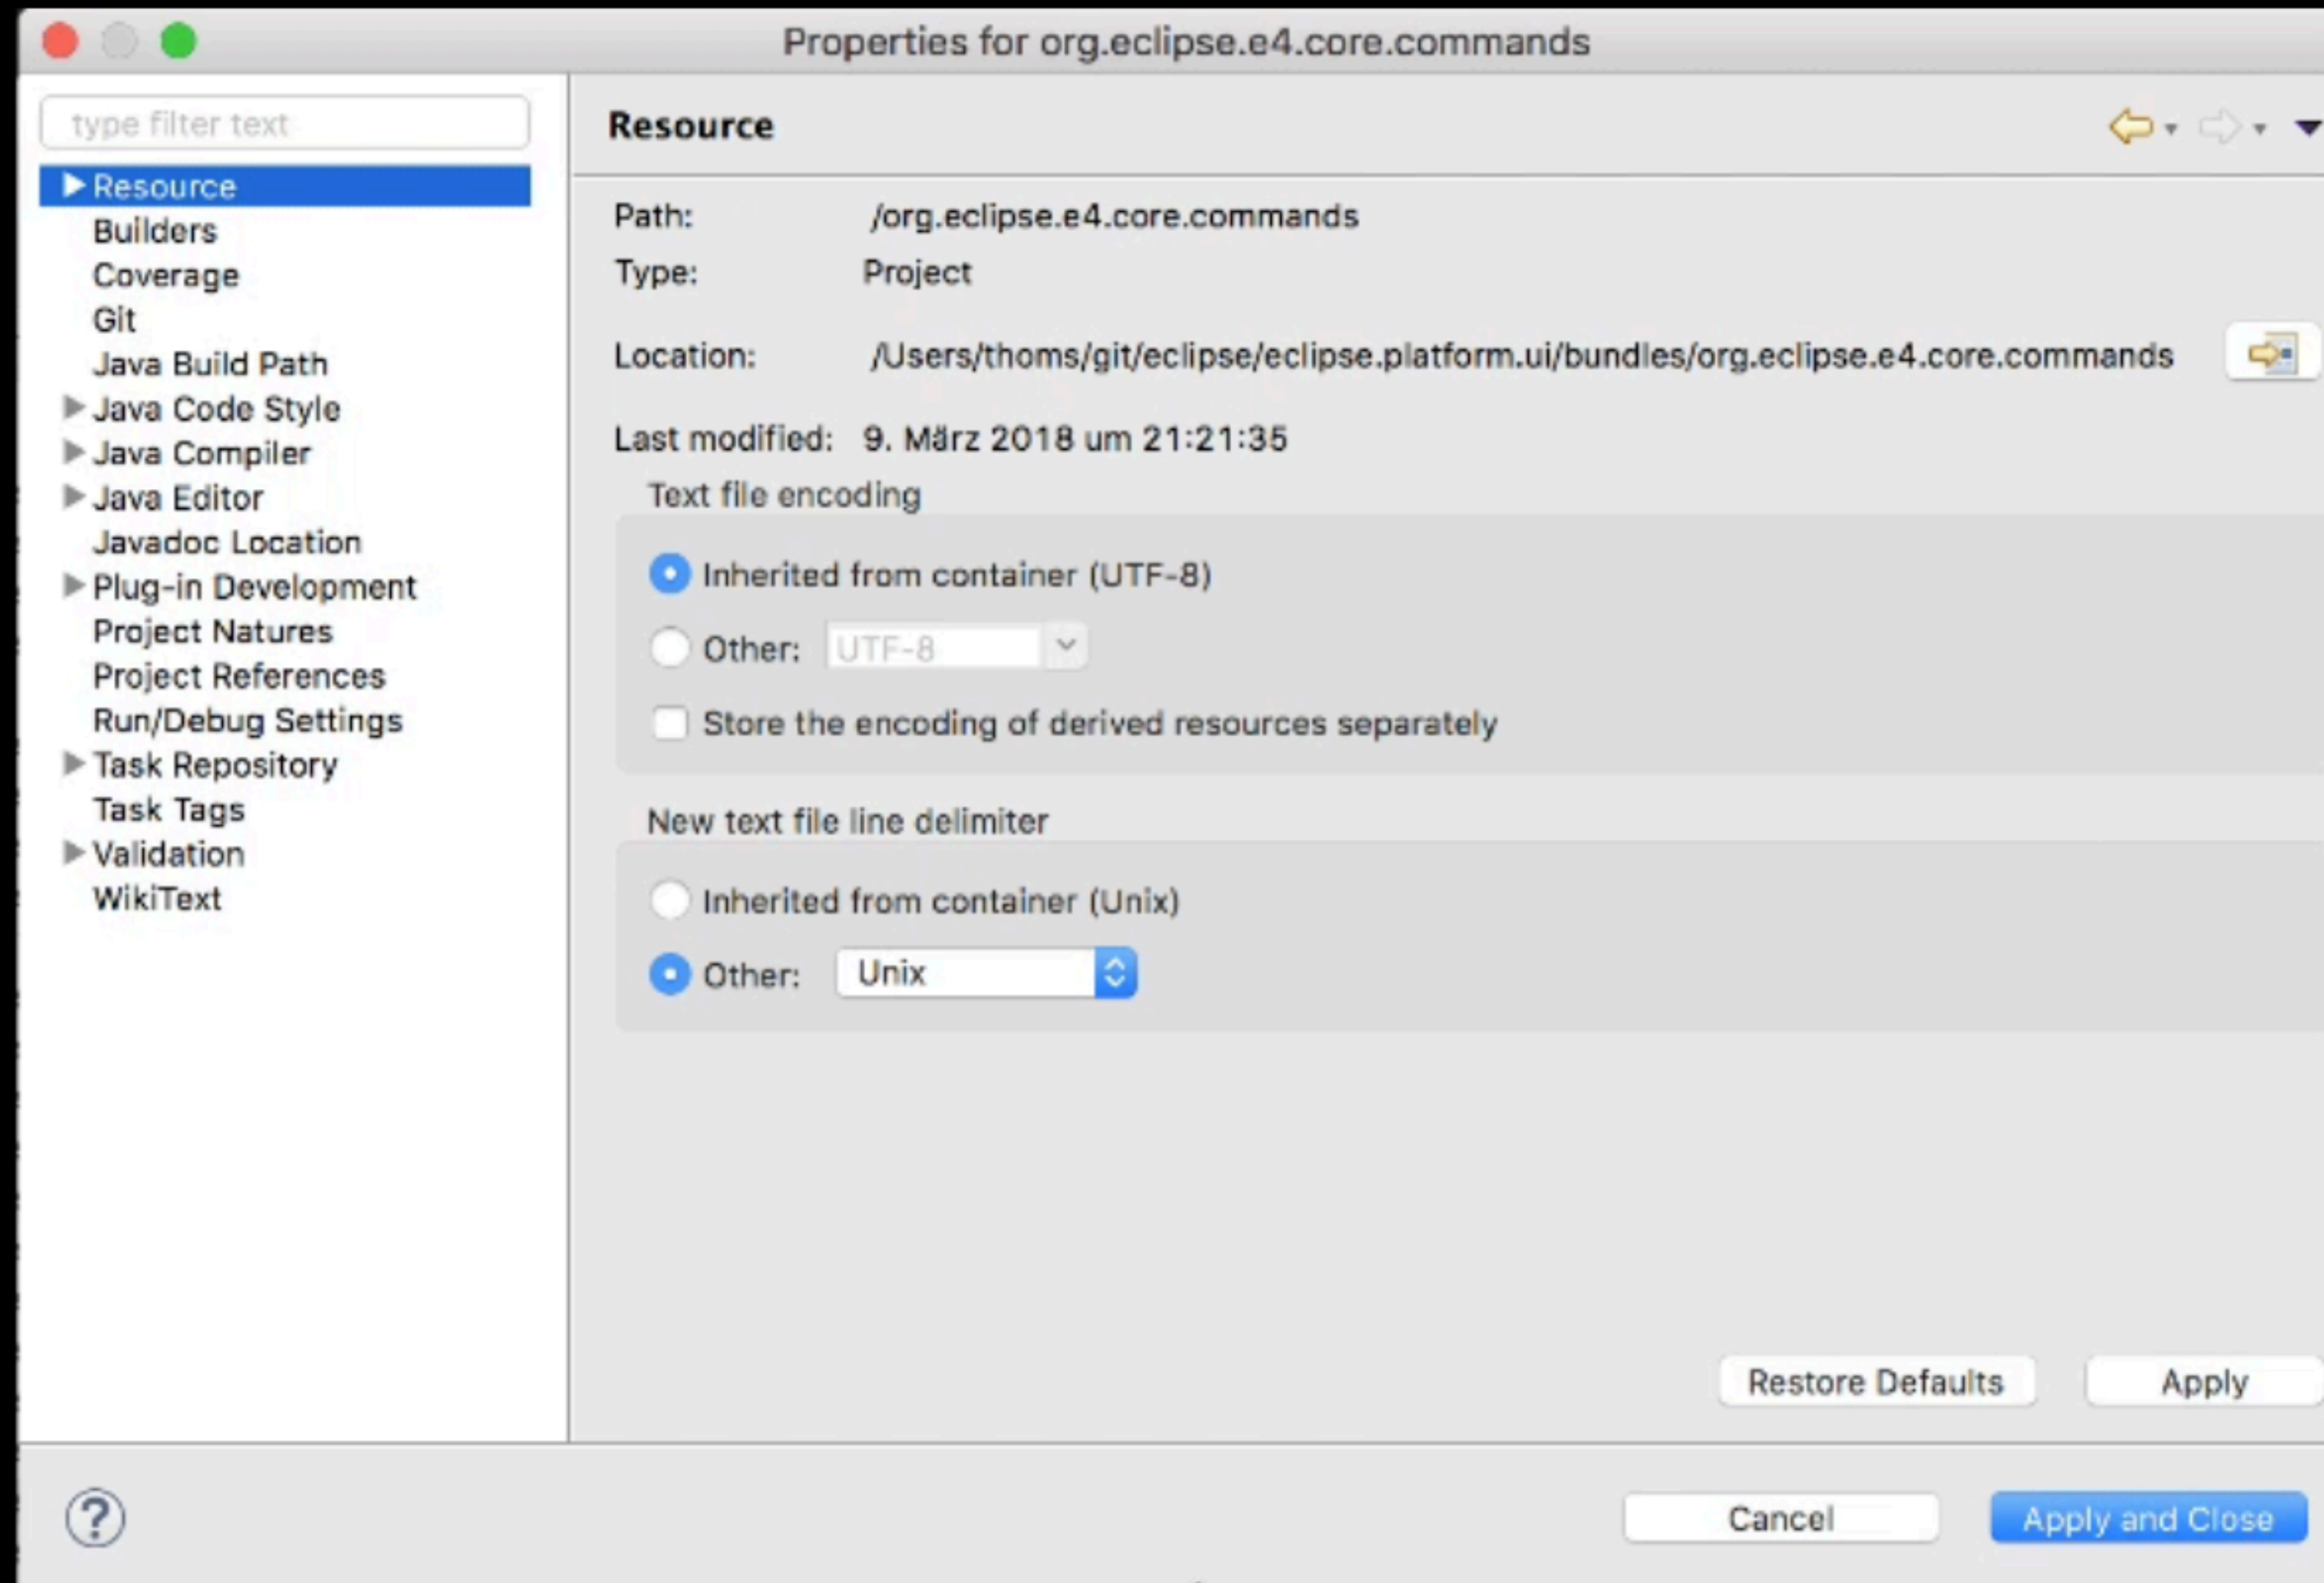 Properties for org.eclipse.e4.core.commands
type filter text
Resource
Builders
Coverage
Git
Java Build Path
Java Code Style
Java Compiler
Java Editor
Javadoc Location
Plug-in Development
Project Natures
Project References
Run/Debug Settings
Task Repository
Task Tags
Validation
WikiText
Resource
Path: /org.eclipse.e4.core.commands
Type: Project
Location: /Users/thoms/git/eclipse/eclipse.platform.ui/bundles/org.eclipse.e4.core.commands
Last modified: 9. März 2018 um 21:21:35
Text file encoding
Inherited from container (UTF-8)
Other: UTF-8
Store the encoding of derived resources separately
New text file line delimiter
Inherited from container (Unix)
Other: Unix
Restore Defaults Apply
? Cancel Apply and Close